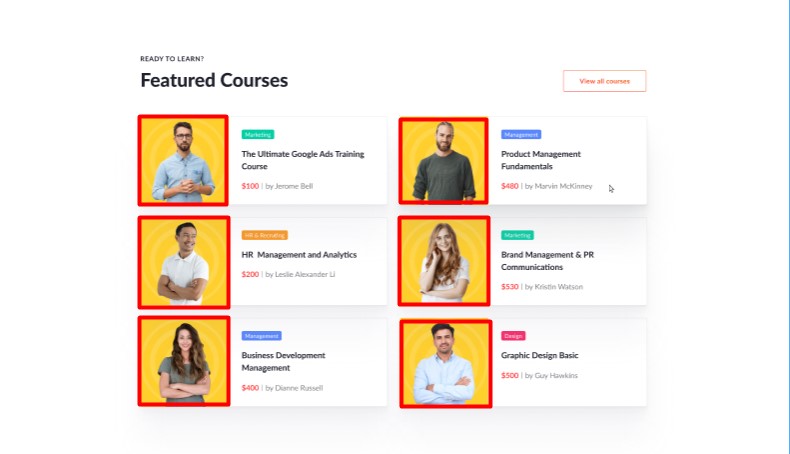 READY TO LEARN?
Featured Courses
View all courses
Marketing
The Ultimate Google Ads Training
Course
$100 | by Jerome Bell
Management
Product Management
Fundamentals
$480 | by Marvin McKinney
HR & Recruting
HR Management and Analytics
$200 | by Leslie Alexander Li
Marketing
Brand Management & PR
Communications
$530 | by Kristin Watson
Management
Business Development
Management
$400 | by Dianne Russell
Design
Graphic Design Basic
$500 | by Guy Hawkins